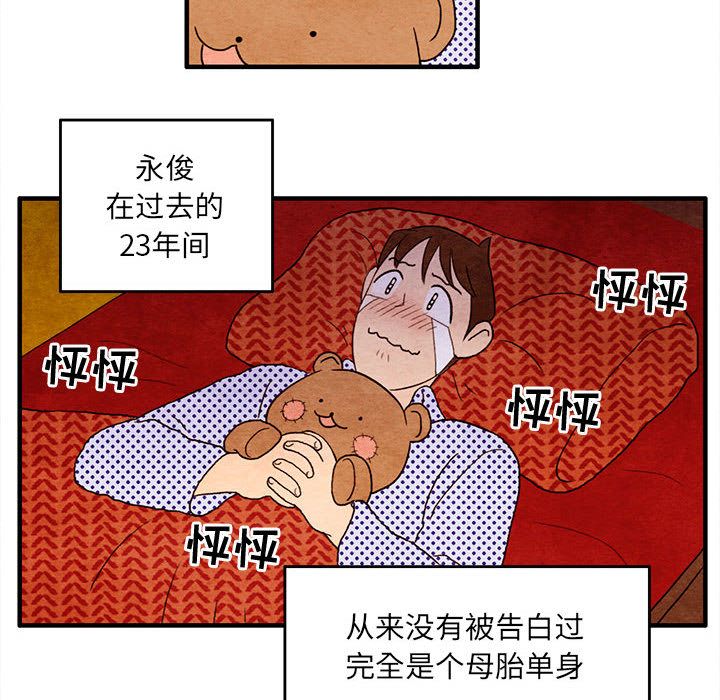 永俊
在过去的
23年间
怦怦
怦怦
怦怦
怦怦
从来没有被告白过
完全是个母胎单身